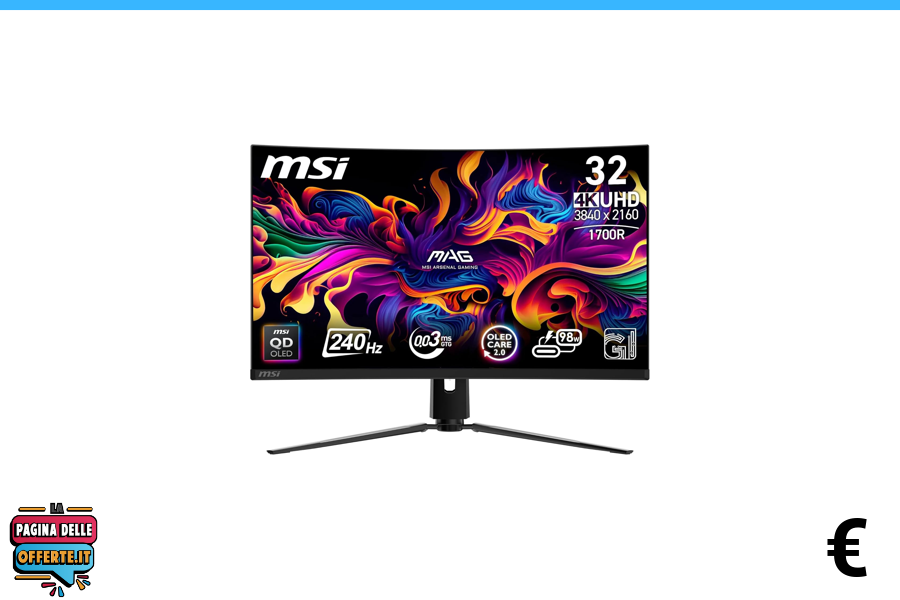 msi
32
4K UHD
3840 x 2160
1700R
MAG
MSI ARSENAL GAMING
msi
QD
OLED
240Hz
0,03 ms
GTG
OLED
CARE
2.0
98W
msi
LA
PAGINA DELLE
OFFERTE.IT
€